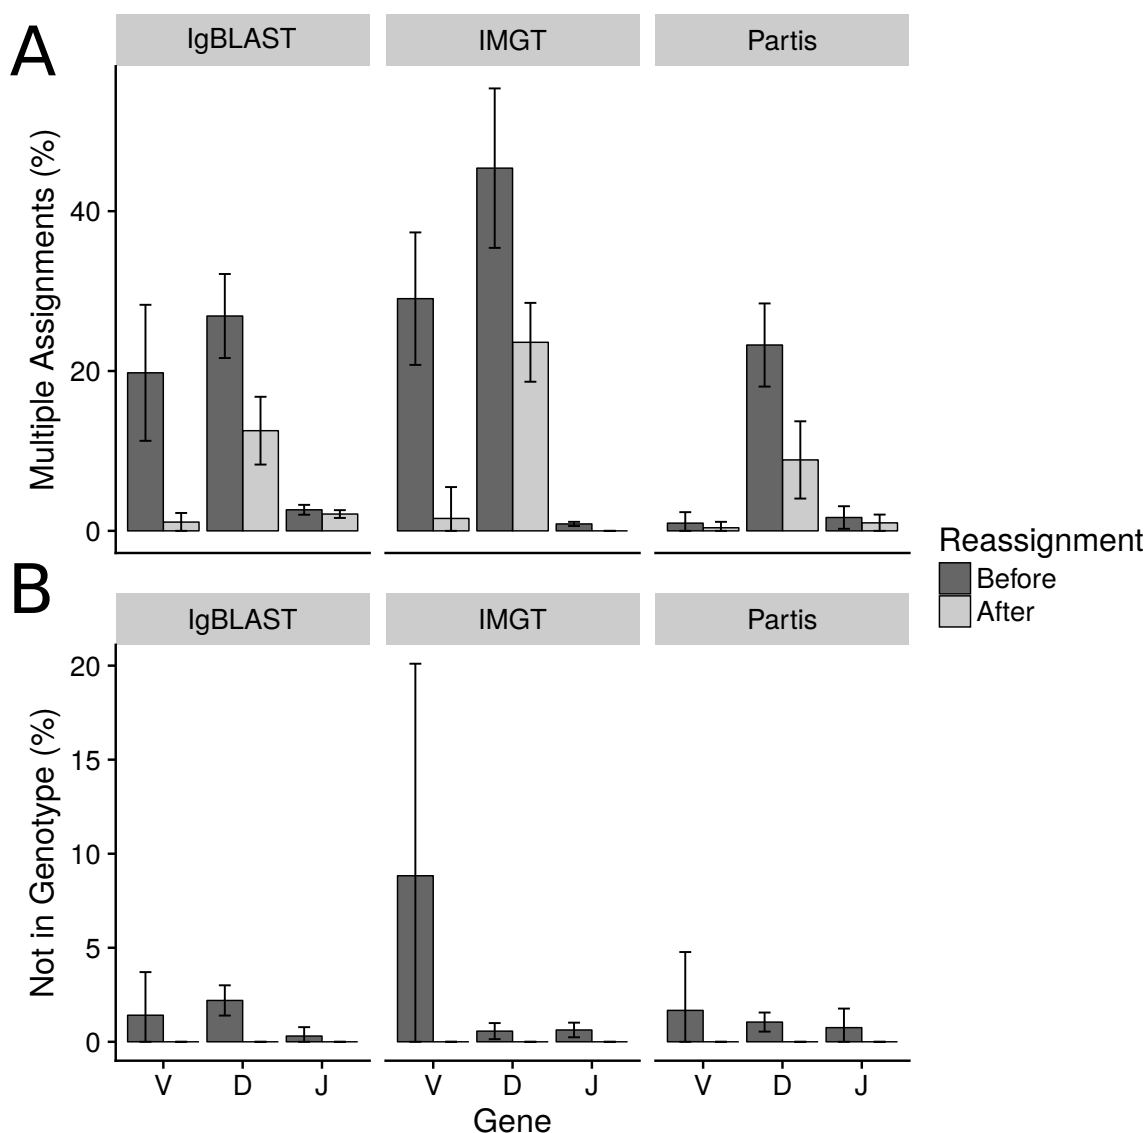 A
IgBLAST IMGT Partis
Multiple Assignments (%)
40
20
0
Reassignment
Before
After
B
IgBLAST IMGT Partis
Not in Genotype (%)
20
15
10
5
0
V D J V D J V D J
Gene